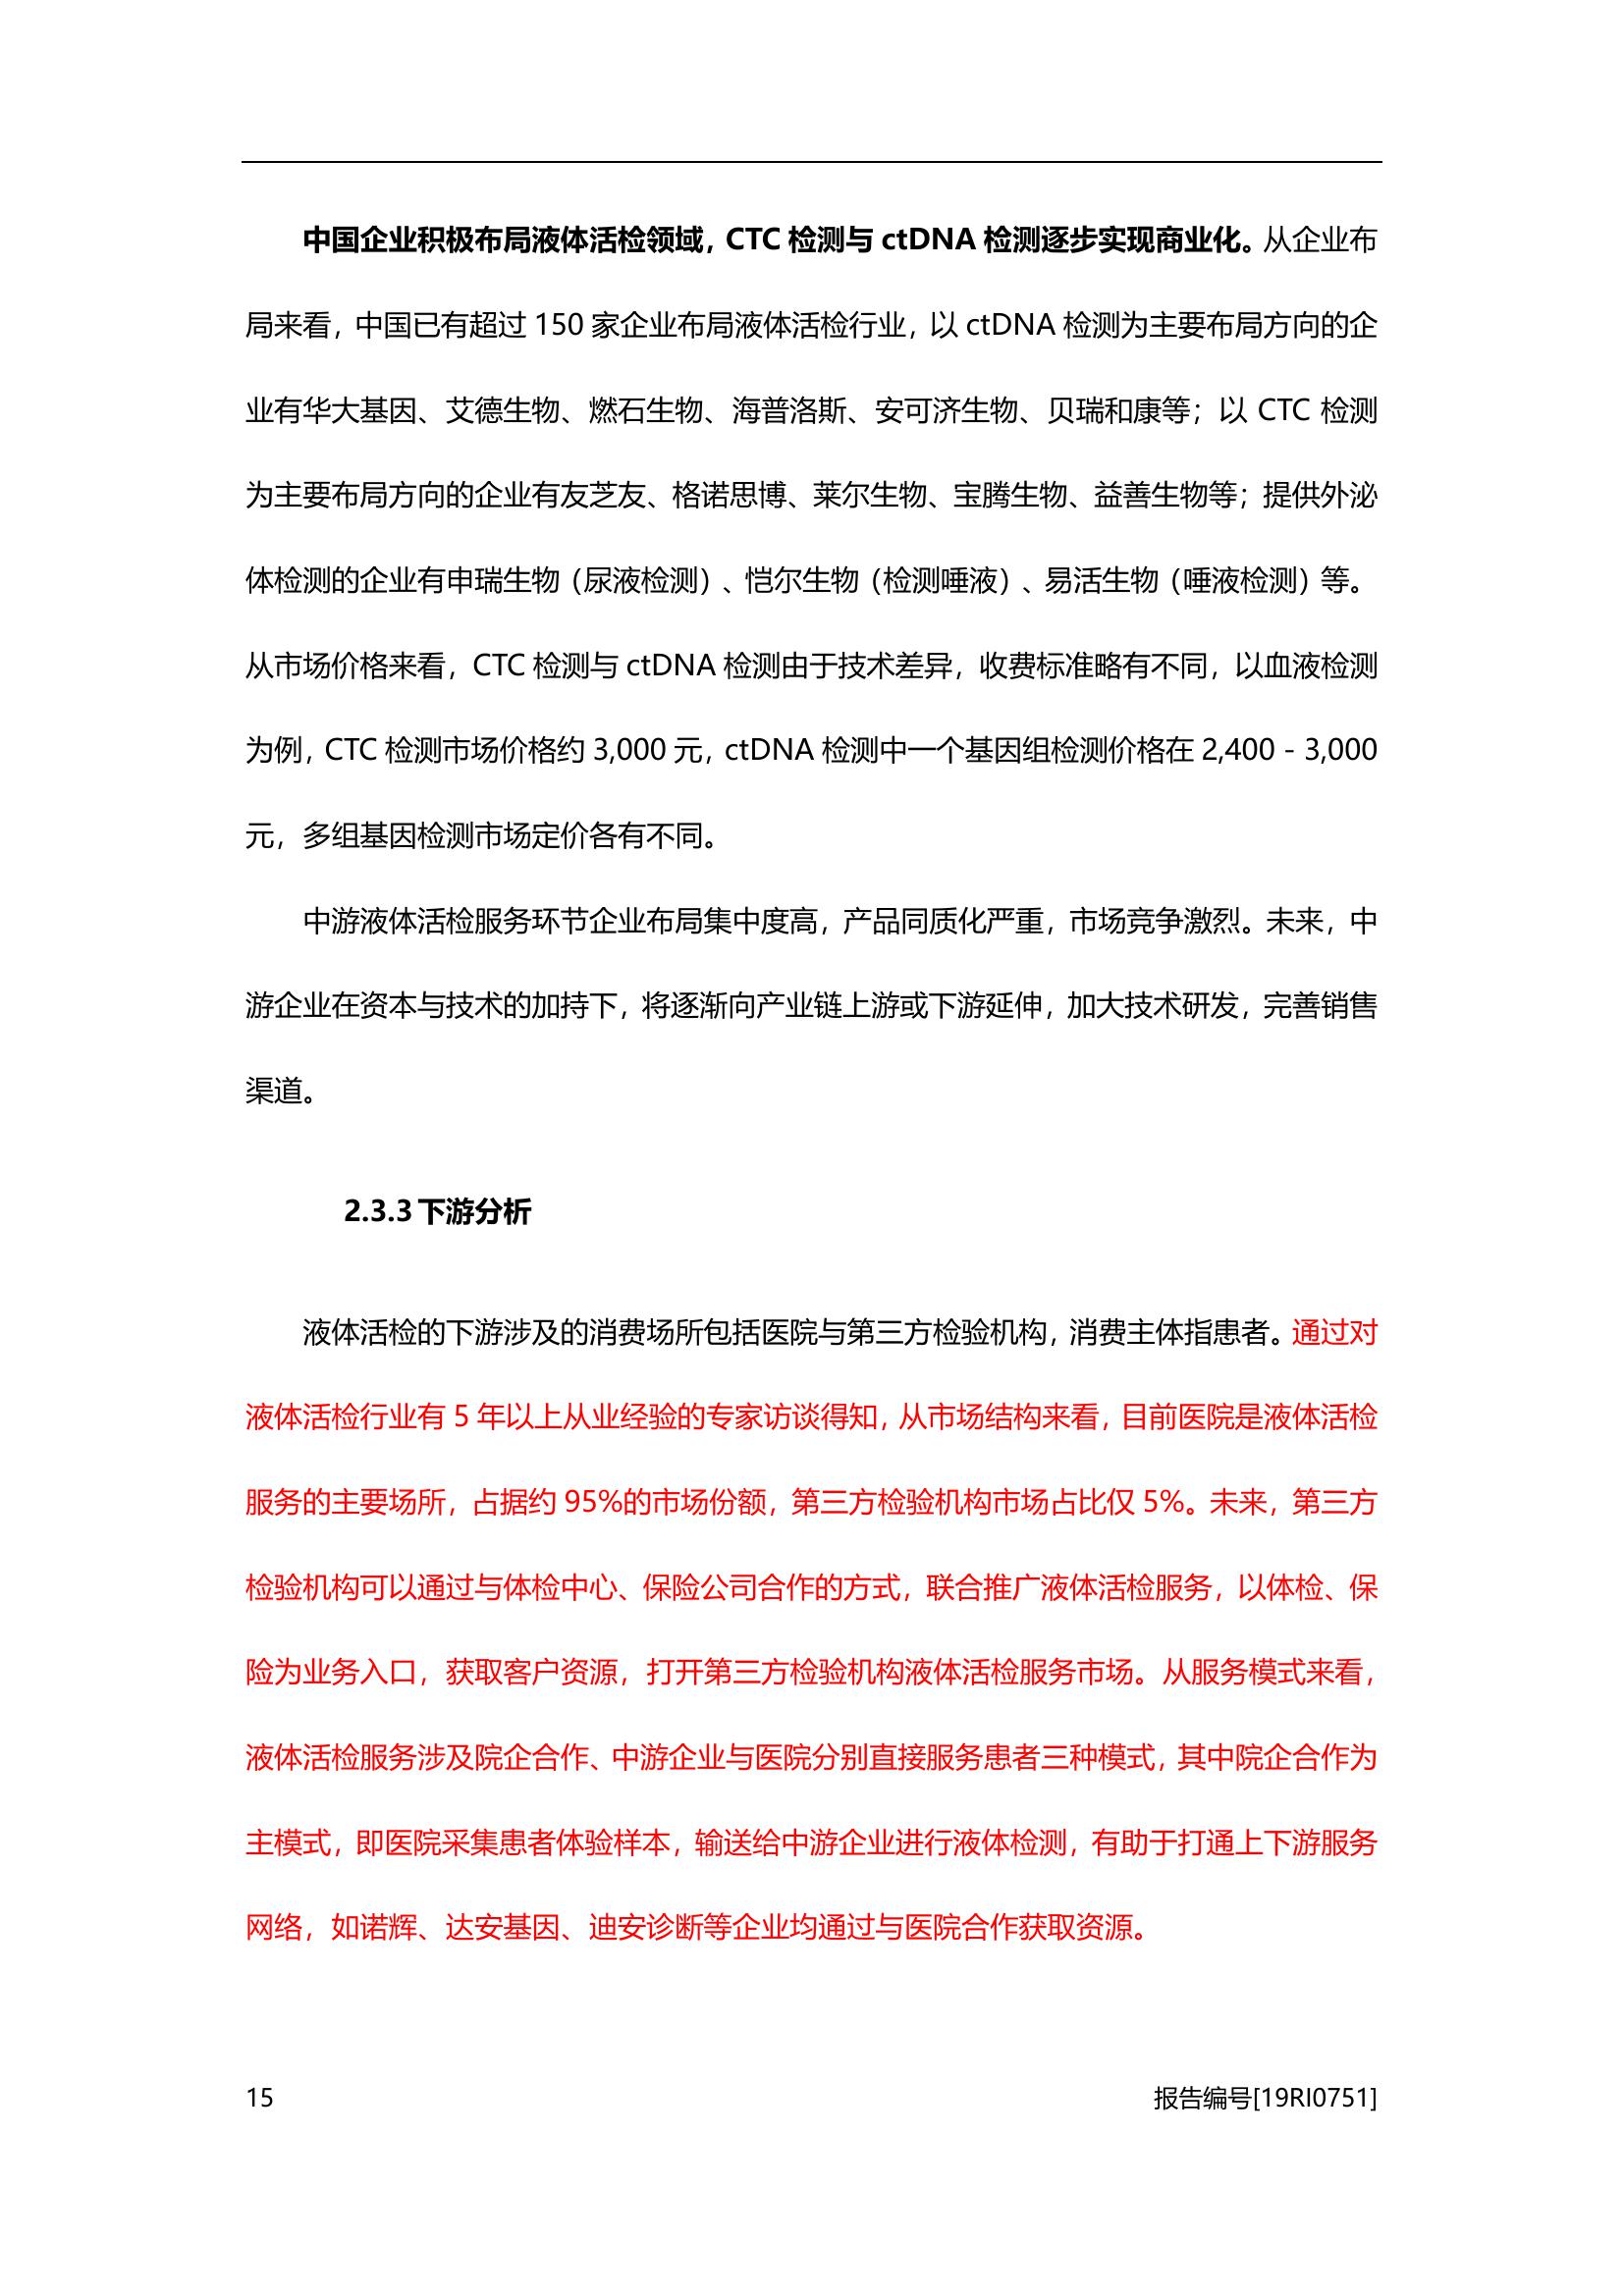 中国企业积极布局液体活检领域，CTC 检测与 ctDNA 检测逐步实现商业化。从企业布
局来看，中国已有超过 150 家企业布局液体活检行业，以 ctDNA 检测为主要布局方向的企
业有华大基因、艾德生物、燃石生物、海普洛斯、安可济生物、贝瑞和康等；以 CTC 检测
为主要布局方向的企业有友芝友、格诺思博、莱尔生物、宝腾生物、益善生物等；提供外泌
体检测的企业有申瑞生物（尿液检测）、恺尔生物（检测唾液）、易活生物（唾液检测）等。
从市场价格来看，CTC 检测与 ctDNA 检测由于技术差异，收费标准略有不同，以血液检测
为例，CTC 检测市场价格约 3,000 元，ctDNA 检测中一个基因组检测价格在 2,400 - 3,000
元，多组基因检测市场定价各有不同。
中游液体活检服务环节企业布局集中度高，产品同质化严重，市场竞争激烈。未来，中
游企业在资本与技术的加持下，将逐渐向产业链上游或下游延伸，加大技术研发，完善销售
渠道。
2.3.3 下游分析
液体活检的下游涉及的消费场所包括医院与第三方检验机构，消费主体指患者。通过对
液体活检行业有 5 年以上从业经验的专家访谈得知，从市场结构来看，目前医院是液体活检
服务的主要场所，占据约 95%的市场份额，第三方检验机构市场占比仅 5%。未来，第三方
检验机构可以通过与体检中心、保险公司合作的方式，联合推广液体活检服务，以体检、保
险为业务入口，获取客户资源，打开第三方检验机构液体活检服务市场。从服务模式来看，
液体活检服务涉及院企合作、中游企业与医院分别直接服务患者三种模式，其中院企合作为
主模式，即医院采集患者体验样本，输送给中游企业进行液体检测，有助于打通上下游服务
网络，如诺辉、达安基因、迪安诊断等企业均通过与医院合作获取资源。
15
报告编号[19RI0751]